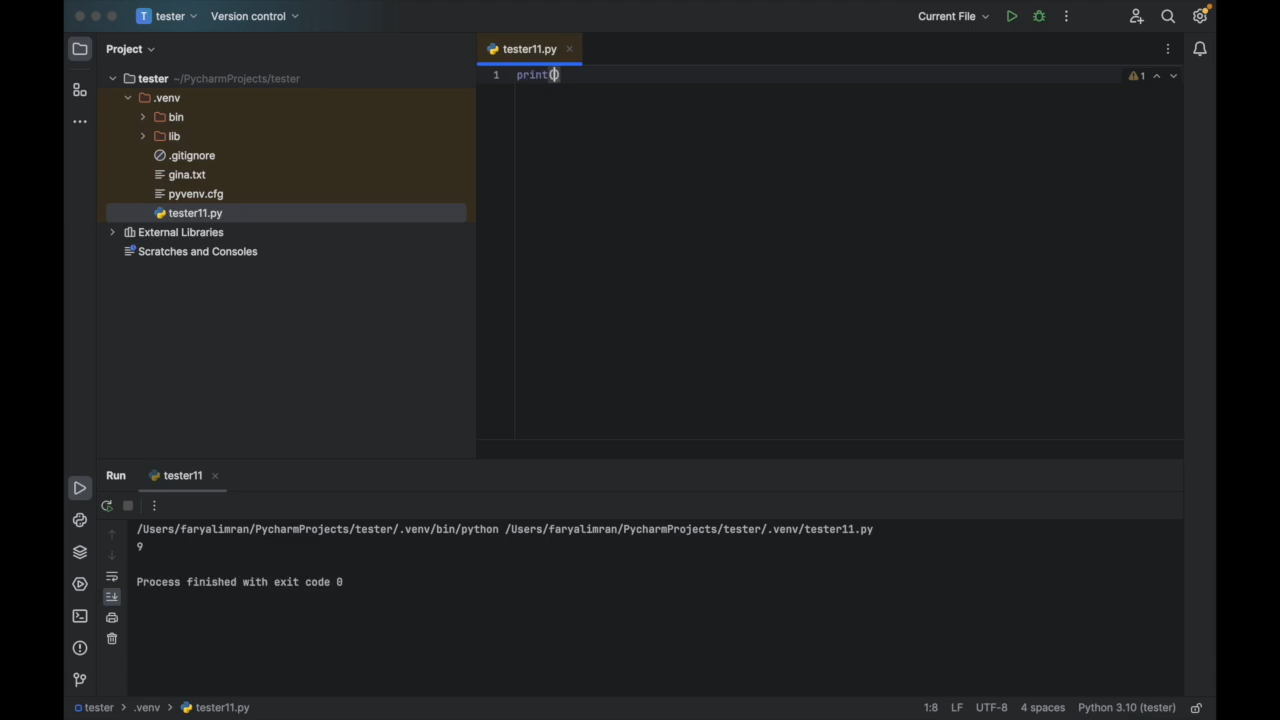 T tester Version control Current File
Project
tester11.py
tester ~/PycharmProjects/tester
1 print()
1
.venv
bin
lib
.gitignore
gina.txt
pyvenv.cfg
tester11.py
External Libraries
Scratches and Consoles
Run tester11
/Users/faryalimran/PycharmProjects/tester/.venv/bin/python /Users/faryalimran/PycharmProjects/tester/.venv/tester11.py
9
Process finished with exit code 0
tester > .venv > tester11.py 1:8 LF UTF-8 4 spaces Python 3.10 (tester)